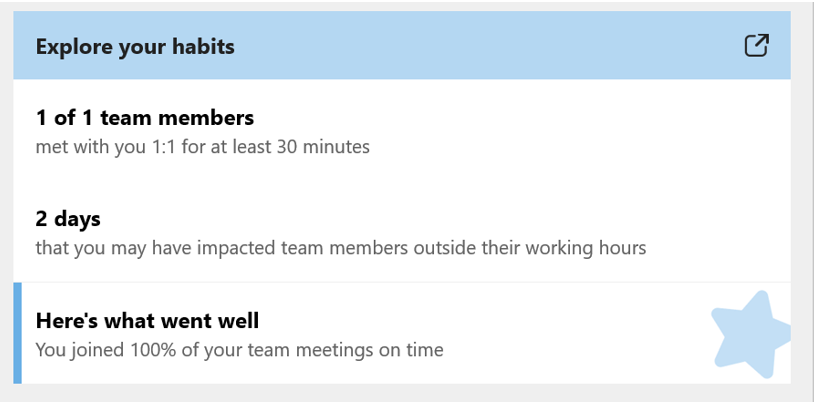 Explore your habits
1 of 1 team members
met with you 1:1 for at least 30 minutes
2 days
that you may have impacted team members outside their working hours
Here's what went well
You joined 100% of your team meetings on time